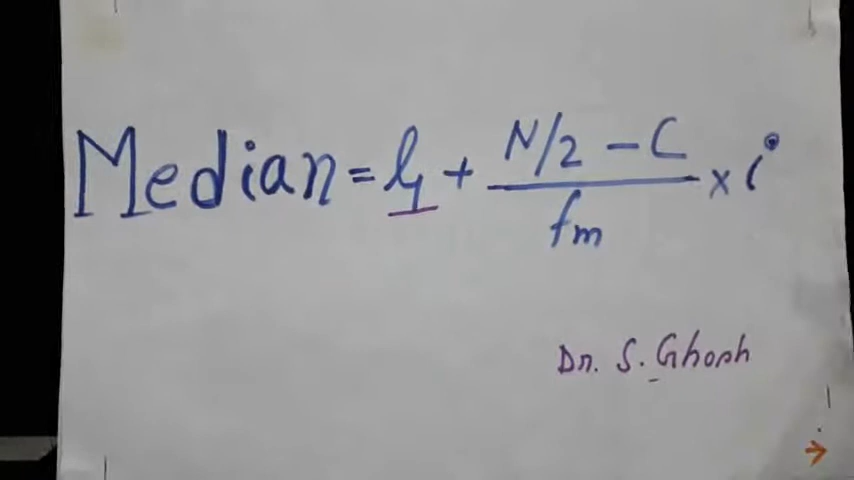 Median = l₁ + N/2 - C / fm × i
Dr. S. Ghosh